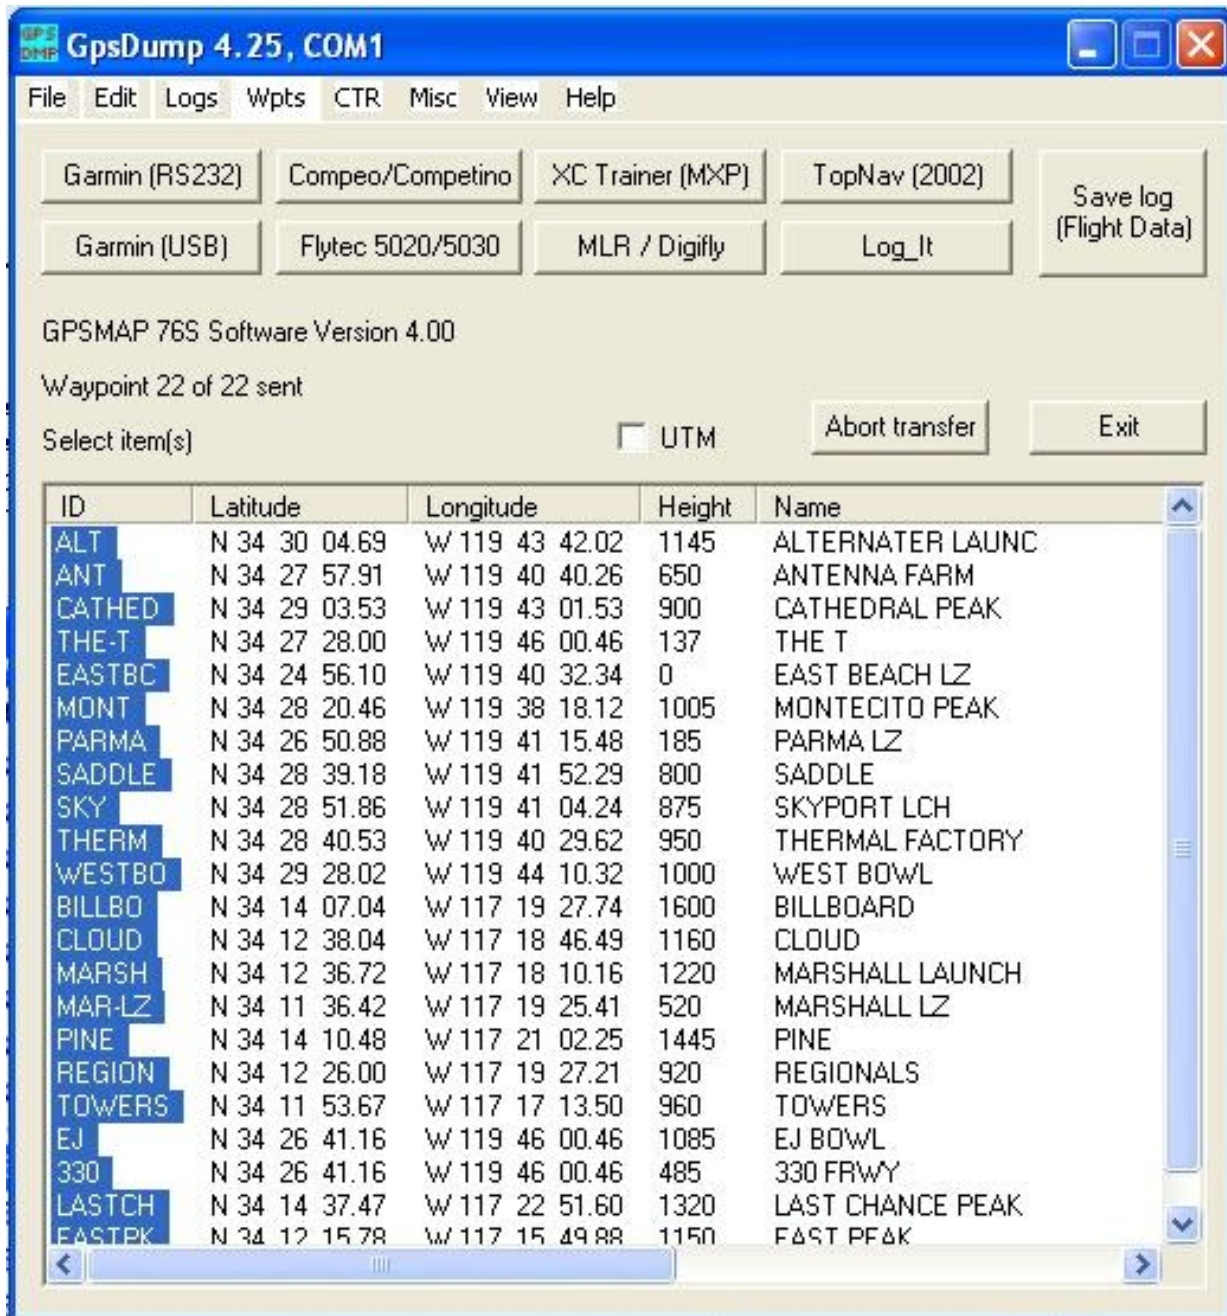 GPS DMP GpsDump 4.25, COM1
File Edit Logs Wpts CTR Misc View Help
Garmin (RS232) Compeo/Competino XC Trainer (MXP) TopNav (2002) Save log (Flight Data)
Garmin (USB) Flytec 5020/5030 MLR / Digifly Log_It
GPSMAP 76S Software Version 4.00
Waypoint 22 of 22 sent
Select item(s) UTM Abort transfer Exit
ID Latitude Longitude Height Name
ALT N 34 30 04.69 W 119 43 42.02 1145 ALTERNATER LAUNC
ANT N 34 27 57.91 W 119 40 40.26 650 ANTENNA FARM
CATHED N 34 29 03.53 W 119 43 01.53 900 CATHEDRAL PEAK
THE-T N 34 27 28.00 W 119 46 00.46 137 THE T
EASTBC N 34 24 56.10 W 119 40 32.34 0 EAST BEACH LZ
MONT N 34 28 20.46 W 119 38 18.12 1005 MONTECITO PEAK
PARMA N 34 26 50.88 W 119 41 15.48 185 PARMA LZ
SADDLE N 34 28 39.18 W 119 41 52.29 800 SADDLE
SKY N 34 28 51.86 W 119 41 04.24 875 SKYPORT LCH
THERM N 34 28 40.53 W 119 40 29.62 950 THERMAL FACTORY
WESTBO N 34 29 28.02 W 119 44 10.32 1000 WEST BOWL
BILLBO N 34 14 07.04 W 117 19 27.74 1600 BILLBOARD
CLOUD N 34 12 38.04 W 117 18 46.49 1160 CLOUD
MARSH N 34 12 36.72 W 117 18 10.16 1220 MARSHALL LAUNCH
MAR-LZ N 34 11 36.42 W 117 19 25.41 520 MARSHALL LZ
PINE N 34 14 10.48 W 117 21 02.25 1445 PINE
REGION N 34 12 26.00 W 117 19 27.21 920 REGIONALS
TOWERS N 34 11 53.67 W 117 17 13.50 960 TOWERS
EJ N 34 26 41.16 W 119 46 00.46 1085 EJ BOWL
330 N 34 26 41.16 W 119 46 00.46 485 330 FRWY
LASTCH N 34 14 37.47 W 117 22 51.60 1320 LAST CHANCE PEAK
EASTPK N 34 12 15.78 W 117 15 49.88 1150 EAST PEAK